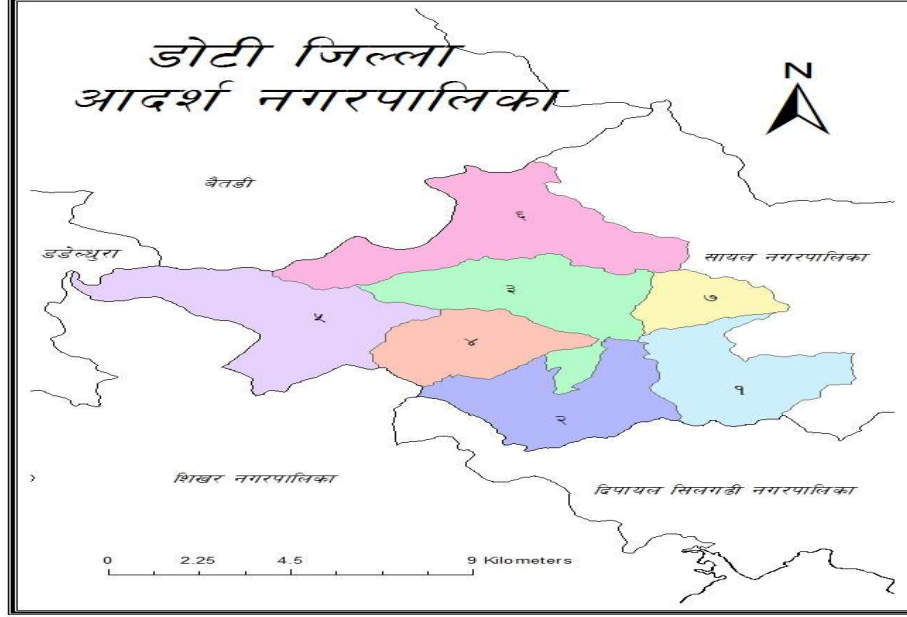 डोटी जिल्ला
आदर्श नगरपालिका
N
बैतडी
डडेल्धुरा
सायल नगरपालिका
६
३
७
५
४
१
२
शिखर नगरपालिका
दिपायल सिलगढी नगरपालिका
0 2.25 4.5 9 Kilometers